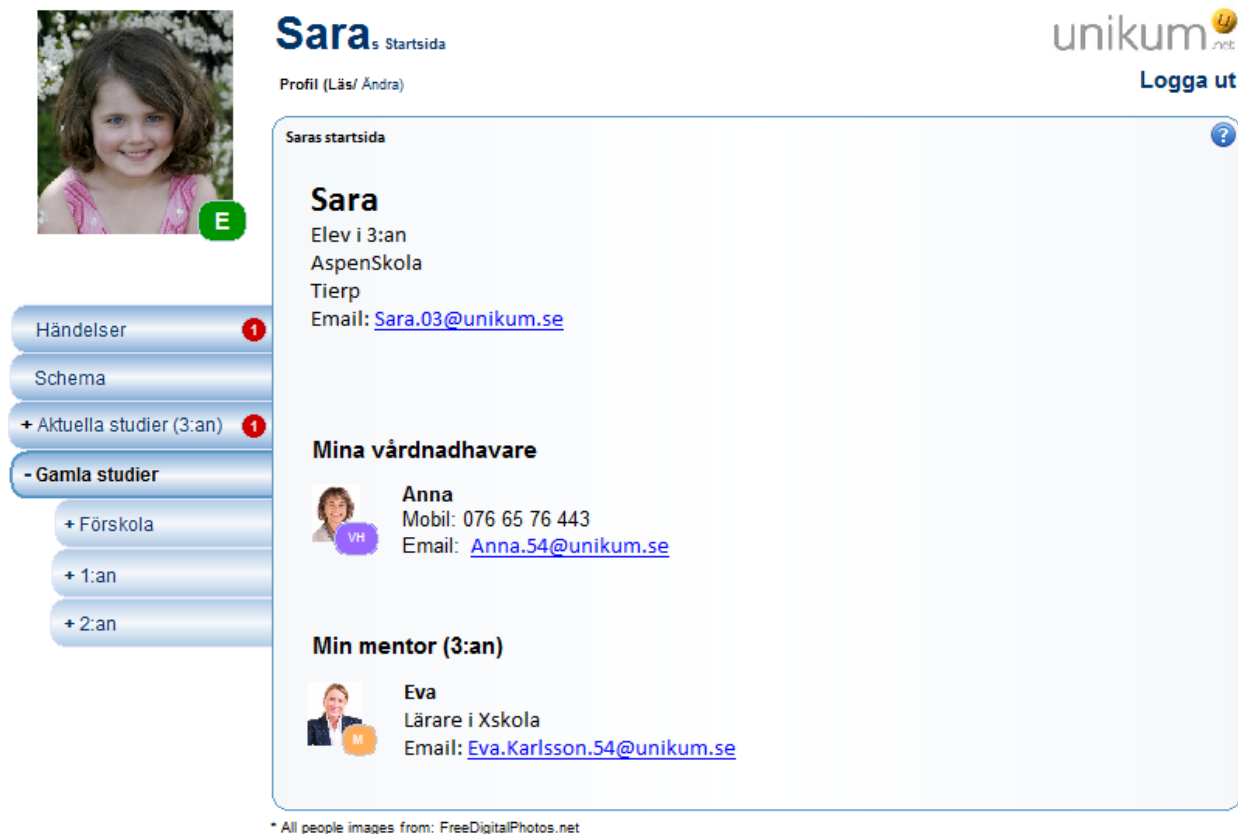 Saras Startsida
unikum.net
Profil (Läs/ Ändra)
Logga ut
E
Saras startsida
?
Sara
Elev i 3:an
AspenSkola
Tierp
Email: Sara.03@unikum.se
Händelser 1
Schema
+ Aktuella studier (3:an) 1
- Gamla studier
+ Förskola
+ 1:an
+ 2:an
Mina vårdnadhavare
Anna
Mobil: 076 65 76 443
Email: Anna.54@unikum.se
VH
Min mentor (3:an)
Eva
Lärare i Xskola
Email: Eva.Karlsson.54@unikum.se
M
* All people images from: FreeDigitalPhotos.net